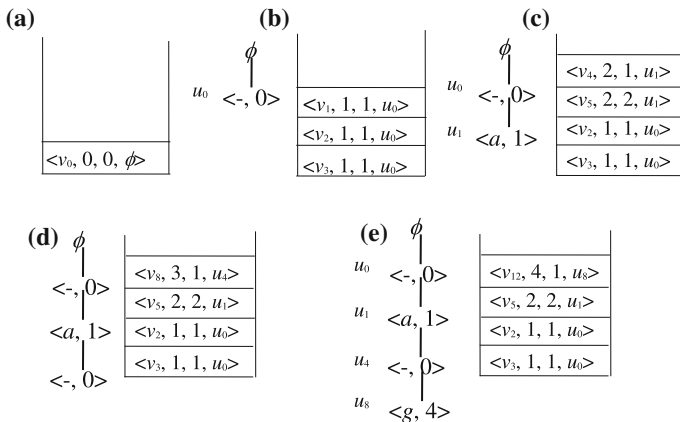 (a)
<v0, 0, 0, ϕ>
(b)
ϕ
u0 <-, 0>
<v1, 1, 1, u0>
<v2, 1, 1, u0>
<v3, 1, 1, u0>
(c)
ϕ
u0 <-, 0>
u1 <a, 1>
<v4, 2, 1, u1>
<v5, 2, 2, u1>
<v2, 1, 1, u0>
<v3, 1, 1, u0>
(d)
ϕ
<-, 0>
<a, 1>
<-, 0>
<v8, 3, 1, u4>
<v5, 2, 2, u1>
<v2, 1, 1, u0>
<v3, 1, 1, u0>
(e)
ϕ
u0 <-, 0>
u1 <a, 1>
u4 <-, 0>
u8 <g, 4>
<v12, 4, 1, u8>
<v5, 2, 2, u1>
<v2, 1, 1, u0>
<v3, 1, 1, u0>